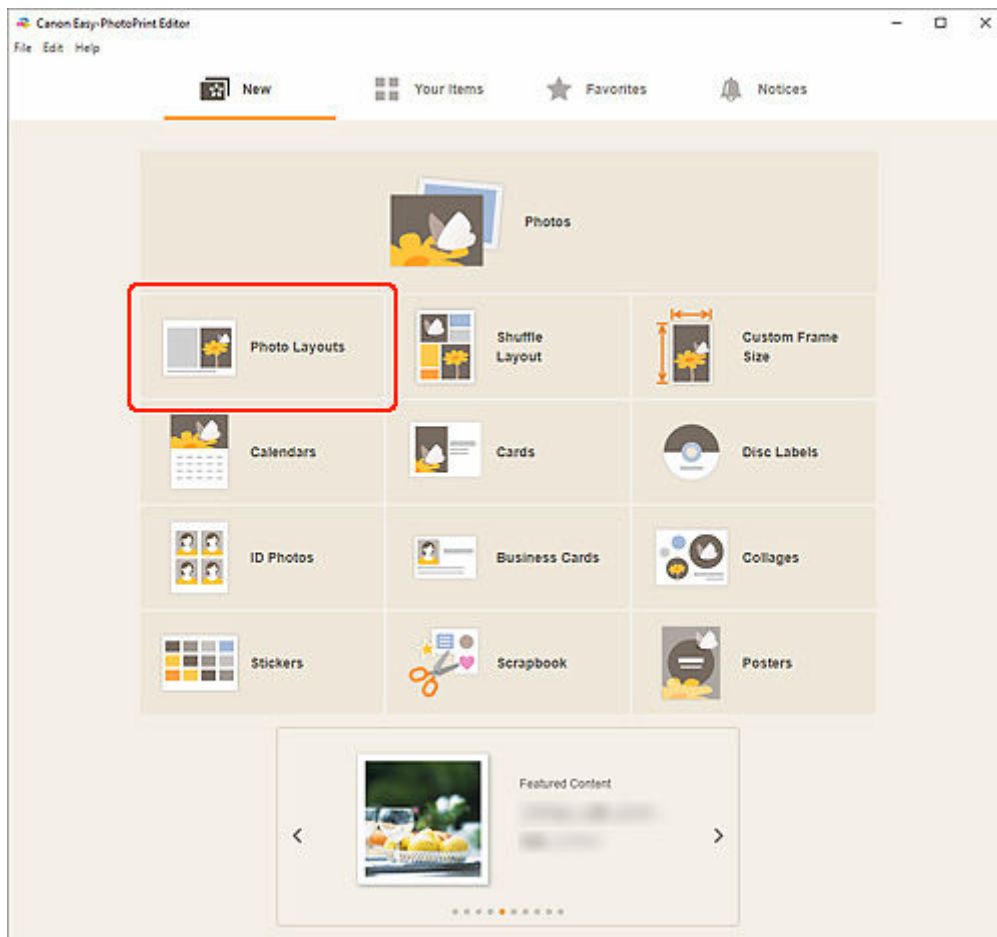 Canon Easy-PhotoPrint Editor
File Edit Help
New
Your Items
Favorites
Notices
Photos
Photo Layouts
Shuffle
Layout
Custom Frame
Size
Calendars
Cards
Disc Labels
ID Photos
Business Cards
Collages
Stickers
Scrapbook
Posters
Featured Content